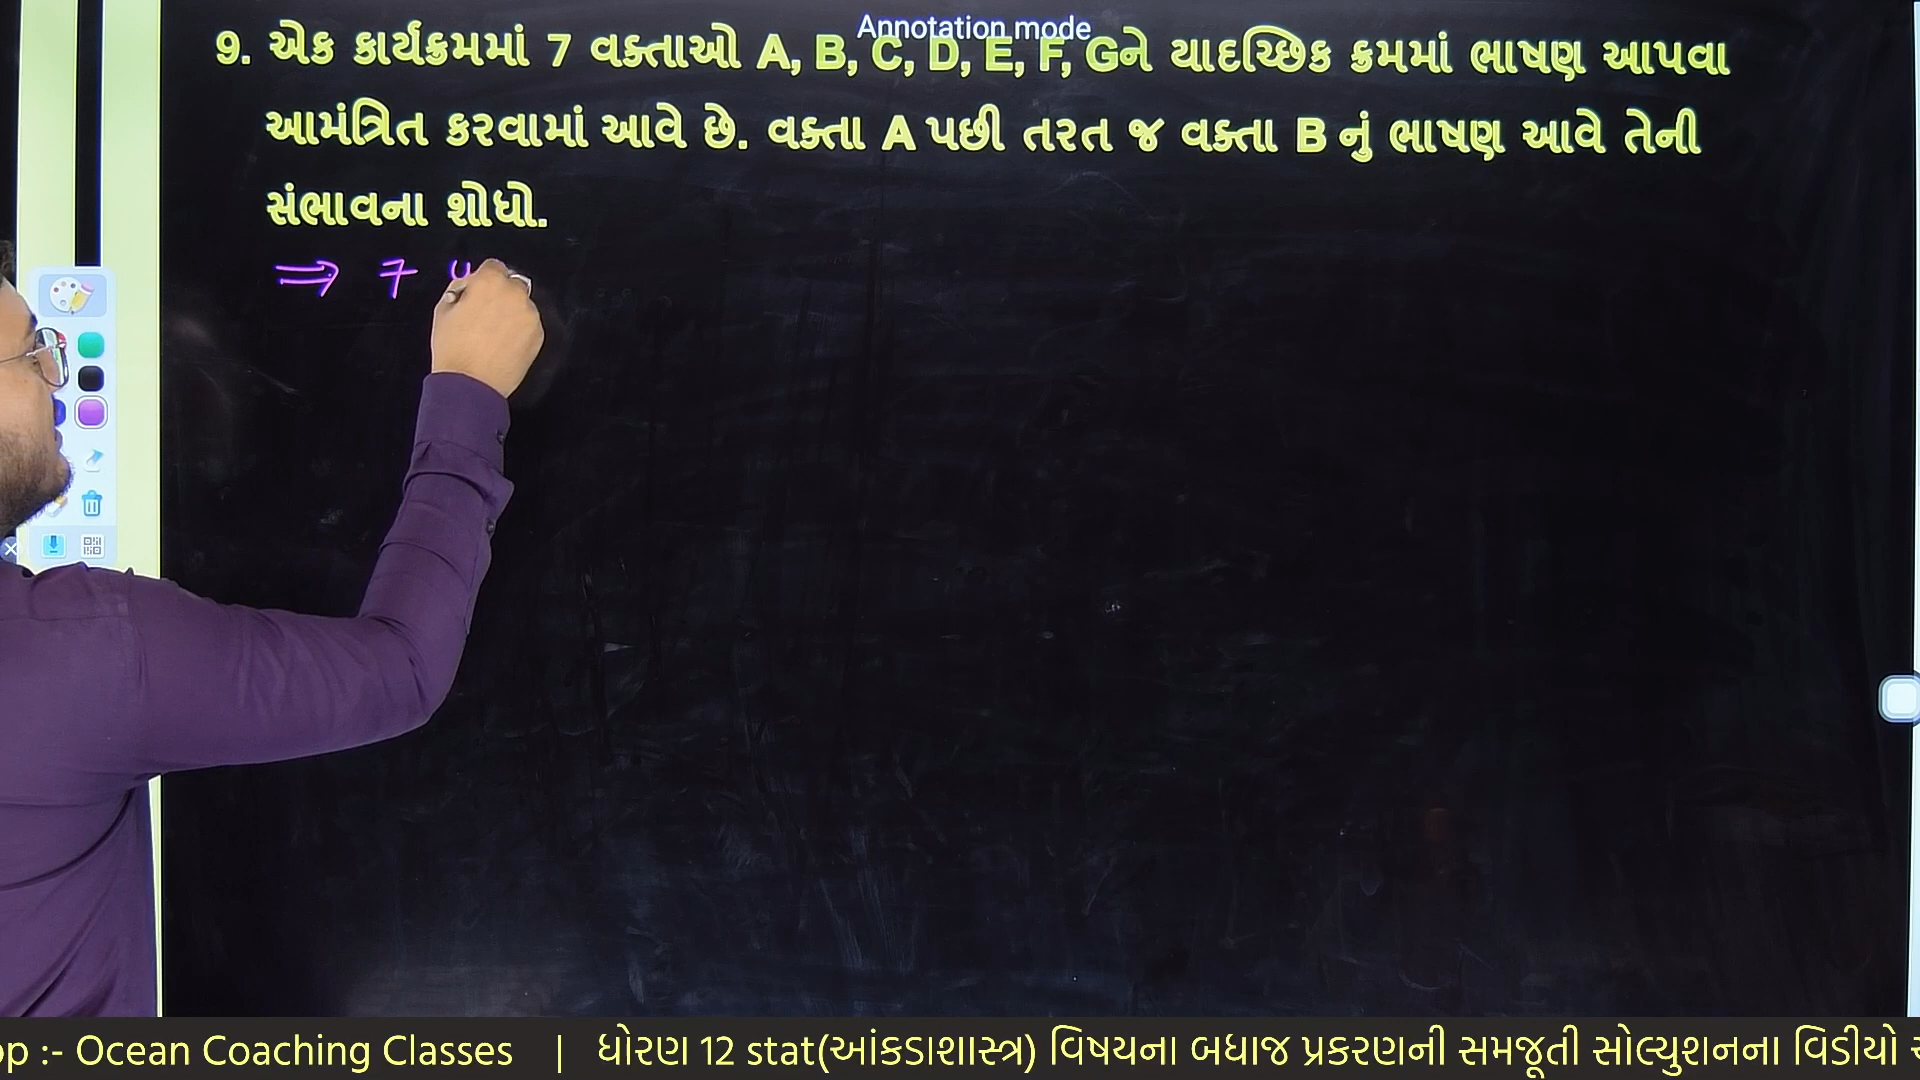 Annotation mode
9. એક કાર્યક્રમમાં 7 વક્તાઓ A, B, C, D, E, F, Gને યાદચ્છિક ક્રમમાં ભાષણ આપવા
આમંત્રિત કરવામાં આવે છે. વક્તા A પછી તરત જ વક્તા B નું ભાષણ આવે તેની
સંભાવના શોધો.
⇒ 7
op :- Ocean Coaching Classes | ધોરણ 12 stat(આંકડાશાસ્ત્ર) વિષયના બધાજ પ્રકરણની સમજૂતી સોલ્યુશનના વિડીયો